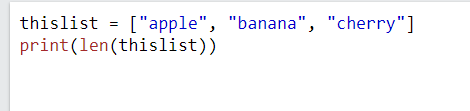 thislist = ["apple", "banana", "cherry"]
print(len(thislist))